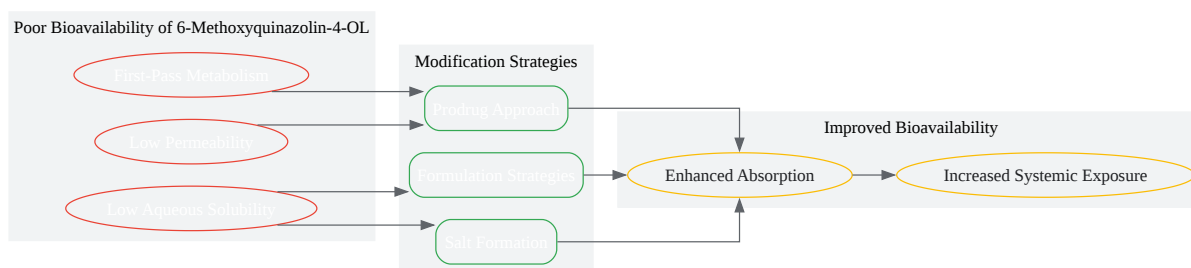 Poor Bioavailability of 6-Methoxyquinazolin-4-OL
First-Pass Metabolism
Low Permeability
Low Aqueous Solubility
Modification Strategies
Prodrug Approach
Formulation Strategies
Salt Formation
Improved Bioavailability
Enhanced Absorption
Increased Systemic Exposure